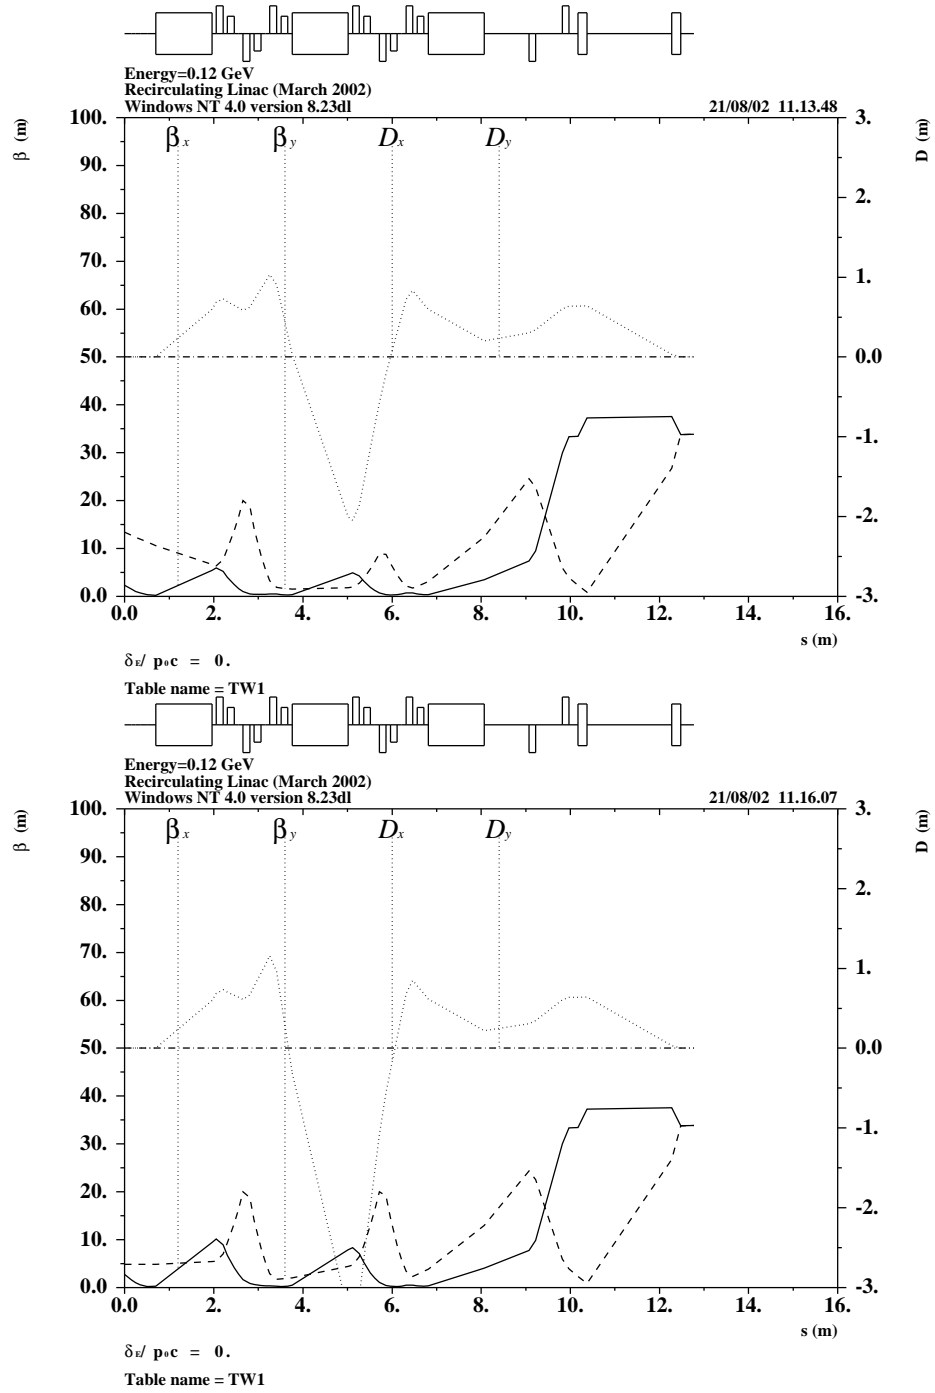 Energy=0.12 GeV
Recirculating Linac (March 2002)
Windows NT 4.0 version 8.23dl 21/08/02 11.13.48
β (m)
D (m)
βx βy Dx Dy
100.
90.
80.
70.
60.
50.
40.
30.
20.
10.
0.0
3.
2.
1.
0.0
-1.
-2.
-3.
0.0 2. 4. 6. 8. 10. 12. 14. 16.
s (m)
δE/ p0c = 0.
Table name = TW1
Energy=0.12 GeV
Recirculating Linac (March 2002)
Windows NT 4.0 version 8.23dl 21/08/02 11.16.07
β (m)
D (m)
βx βy Dx Dy
100.
90.
80.
70.
60.
50.
40.
30.
20.
10.
0.0
3.
2.
1.
0.0
-1.
-2.
-3.
0.0 2. 4. 6. 8. 10. 12. 14. 16.
s (m)
δE/ p0c = 0.
Table name = TW1